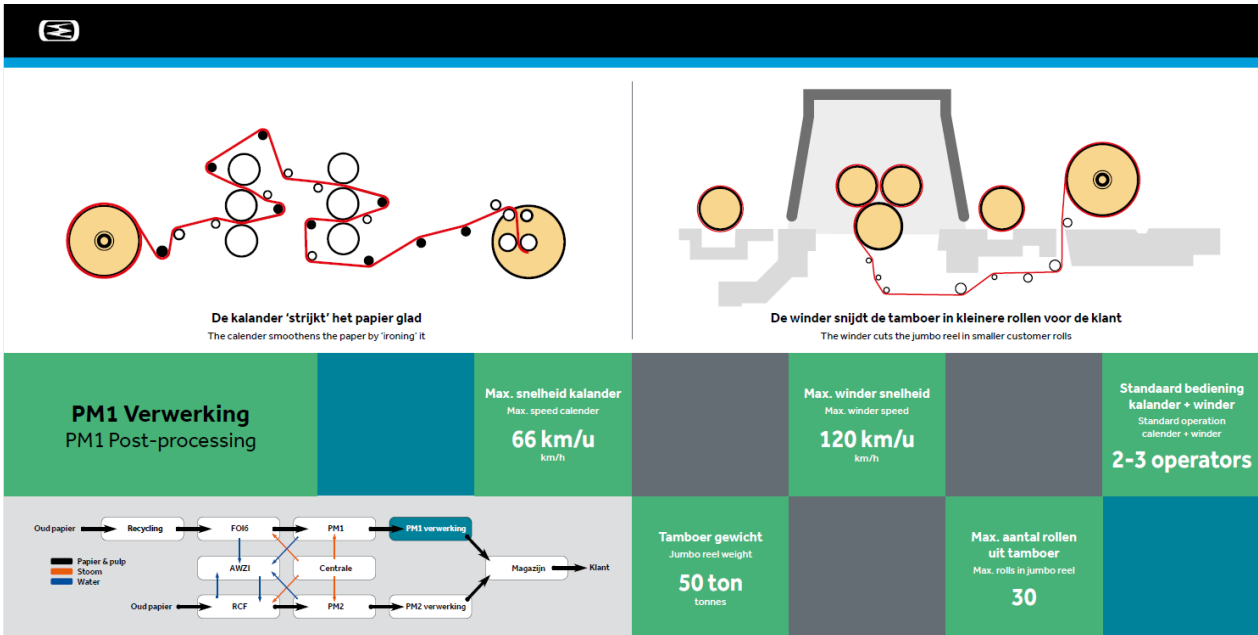 De kalander ‘strijkt’ het papier glad
The calender smoothens the paper by ‘ironing’ it
De winder snijdt de tamboer in kleinere rollen voor de klant
The winder cuts the jumbo reel in smaller customer rolls
PM1 Verwerking
PM1 Post-processing
Max. snelheid kalander
Max. speed calender
66 km/u
km/h
Max. winder snelheid
Max. winder speed
120 km/u
km/h
Standaard bediening
kalander + winder
Standard operation
calender + winder
2-3 operators
Oud papier
Recycling
FOI6
PM1
PM1 verwerking
Papier & pulp
Stoom
Water
AWZI
Centrale
Magazijn
Klant
Oud papier
RCF
PM2
PM2 verwerking
Tamboer gewicht
Jumbo reel weight
50 ton
tonnes
Max. aantal rollen
uit tamboer
Max. rolls in jumbo reel
30